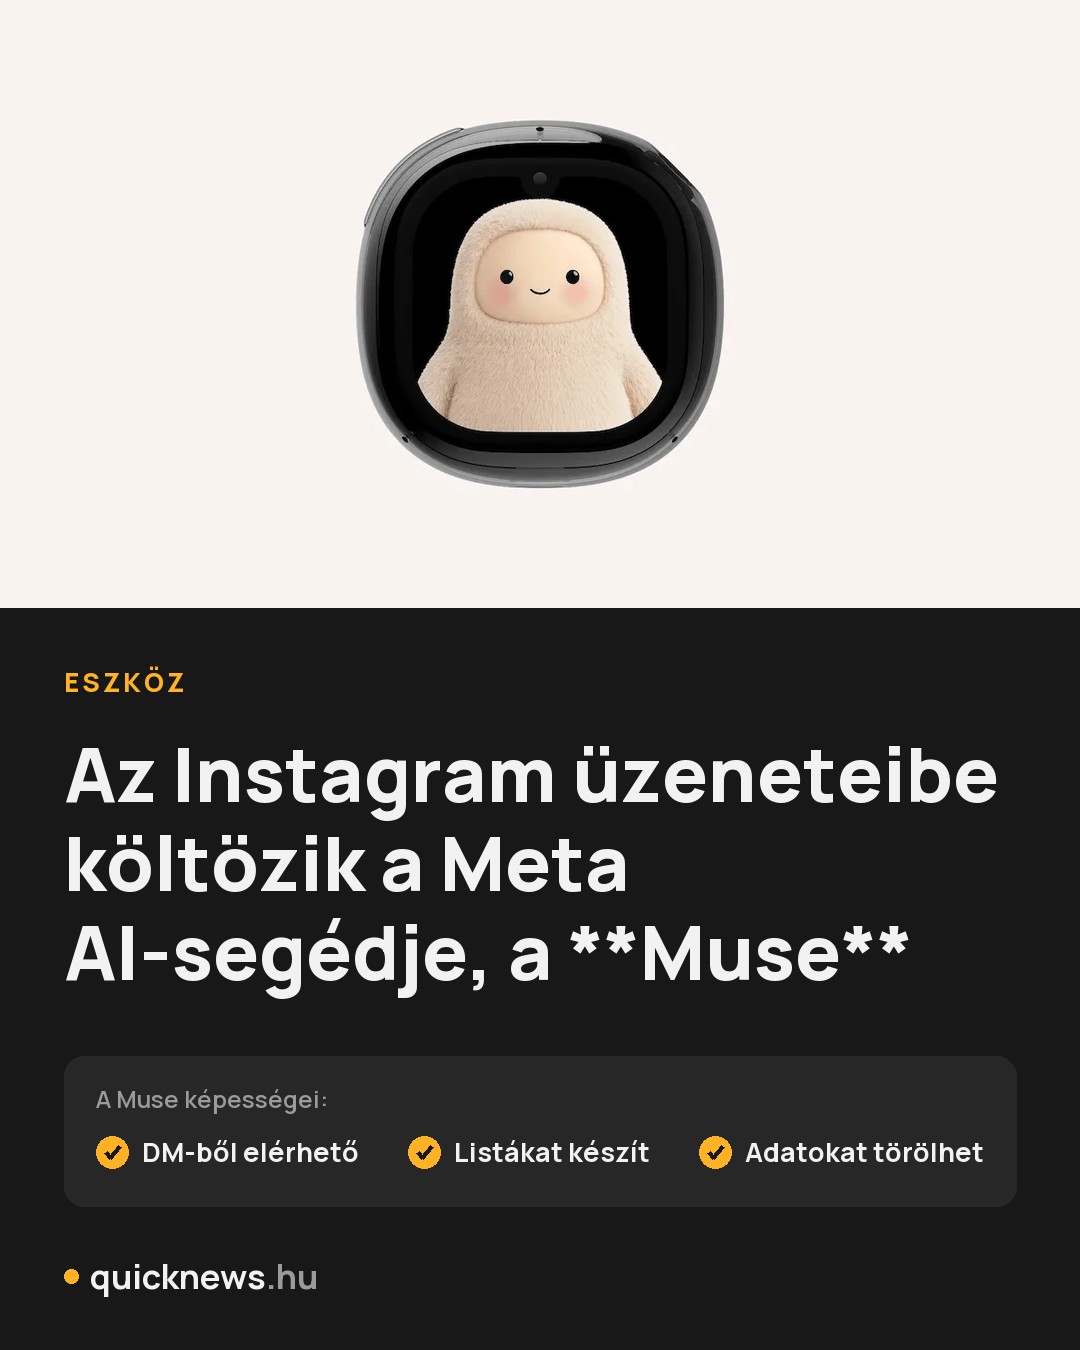 ESZKÖZ
Az Instagram üzeneteibe
költözik a Meta
AI-segédje, a **Muse**
A Muse képességei:
DM-ből elérhető
Listákat készít
Adatokat törölhet
quicknews.hu